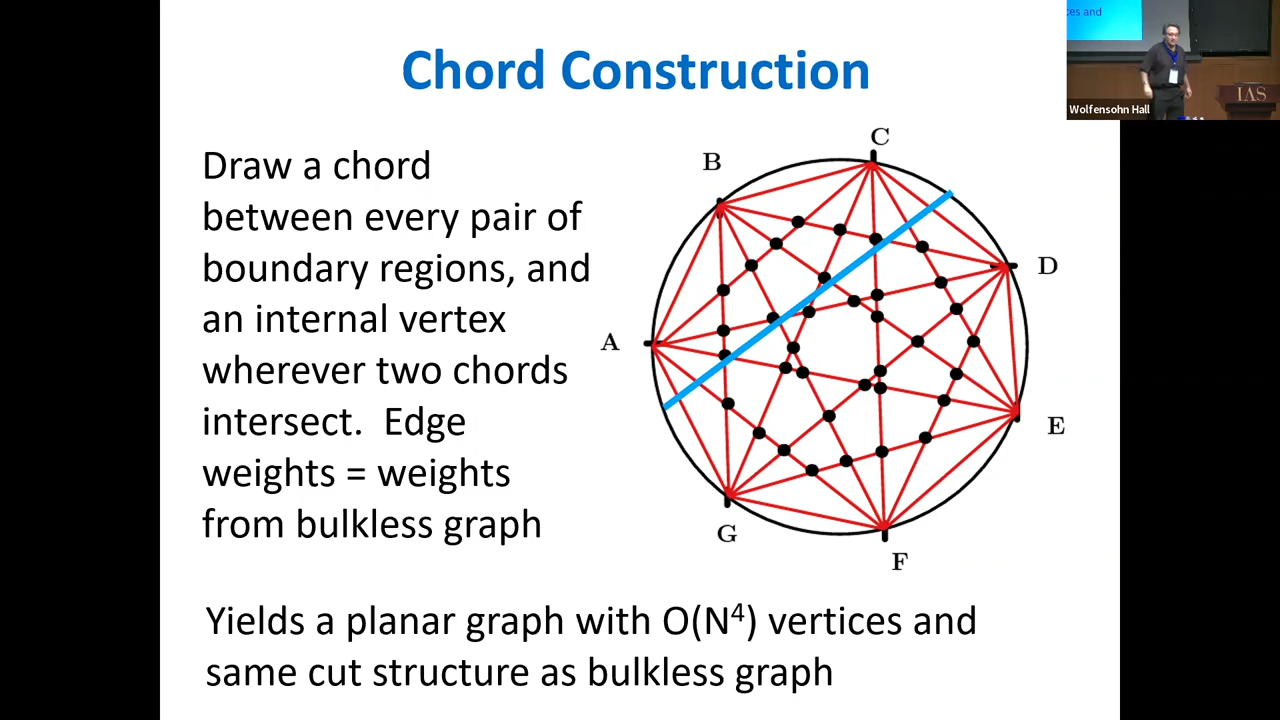 Chord Construction
ces and
IAS
Wolfensohn Hall
Draw a chord
between every pair of
boundary regions, and
an internal vertex
wherever two chords
intersect.  Edge
weights = weights
from bulkless graph
C
B
D
A
E
G
F
Yields a planar graph with O(N⁴) vertices and
same cut structure as bulkless graph